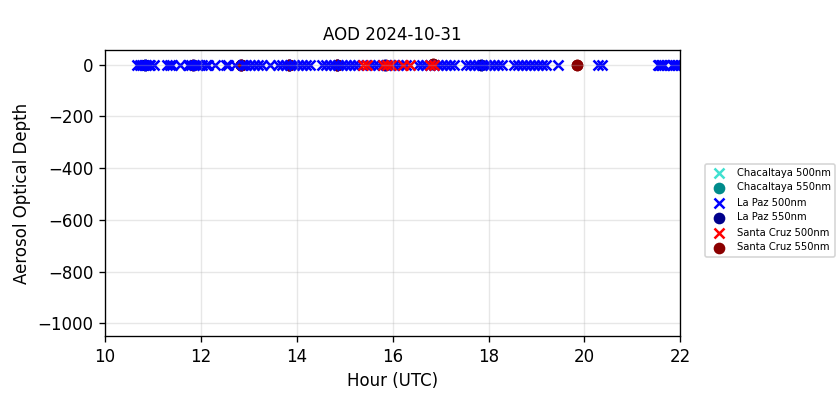 AOD 2024-10-31
Aerosol Optical Depth
0
−200
−400
−600
−800
−1000
10 12 14 16 18 20 22
Hour (UTC)
Chacaltaya 500nm
Chacaltaya 550nm
La Paz 500nm
La Paz 550nm
Santa Cruz 500nm
Santa Cruz 550nm